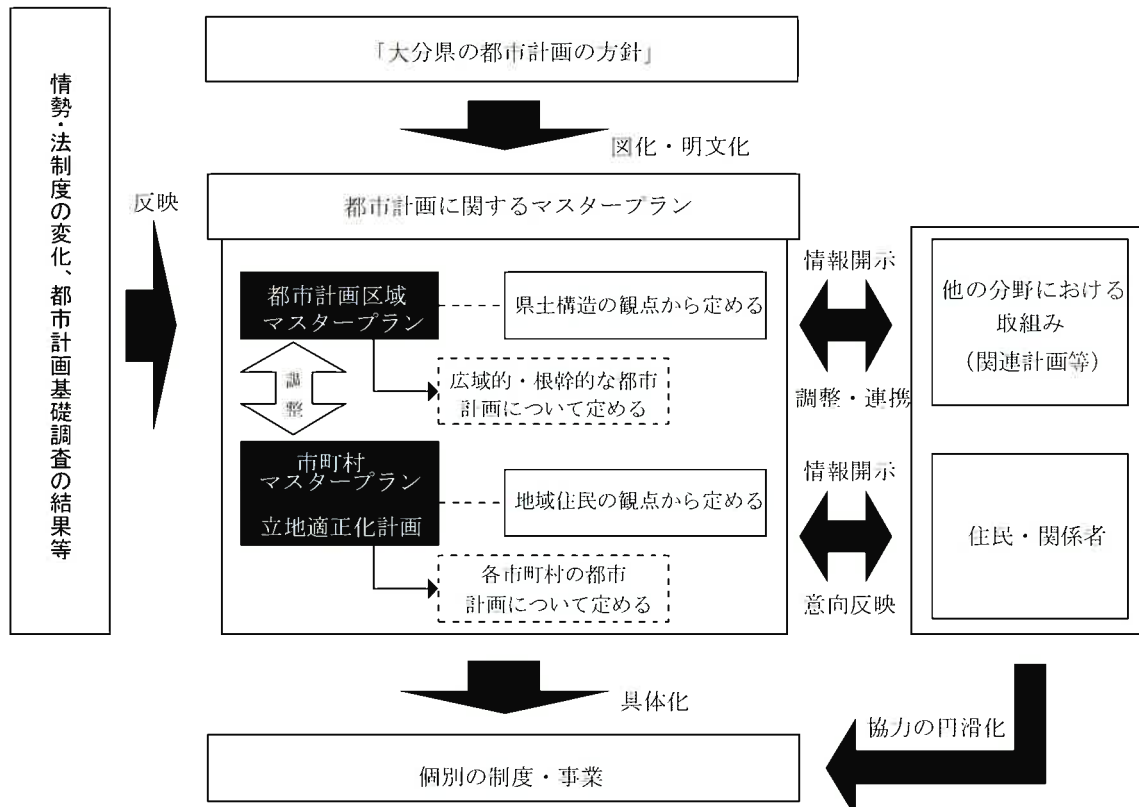 「大分県の都市計画の方針」
情勢・法制度の変化、都市計画基礎調査の結果等
図化・明文化
反映
都市計画に関するマスタープラン
都市計画区域
マスタープラン
県土構造の観点から定める
調整
広域的・根幹的な都市
計画について定める
市町村
マスタープラン
立地適正化計画
地域住民の観点から定める
各市町村の都市
計画について定める
情報開示
調整・連携
他の分野における
取組み
（関連計画等）
情報開示
意向反映
住民・関係者
具体化
協力の円滑化
個別の制度・事業